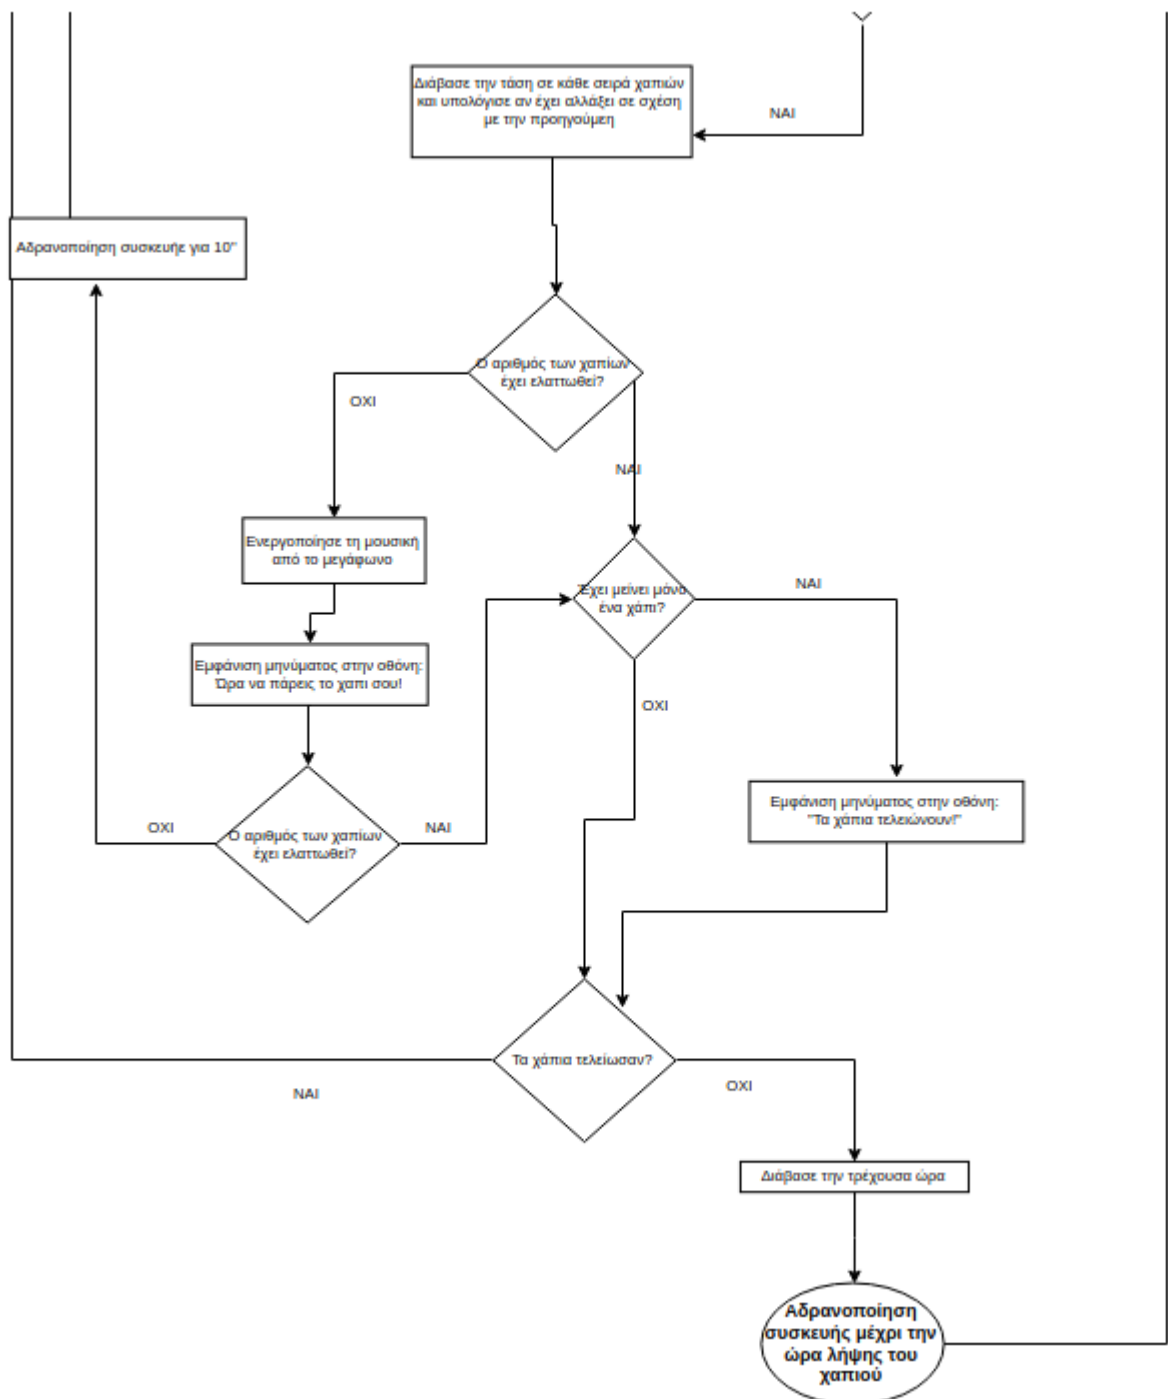 Διάβασε την τάση σε κάθε σειρά χαπιών
και υπολόγισε αν έχει αλλάξει σε σχέση
με την προηγούμεη
ΝΑΙ
Αδρανοποίηση συσκευήε για 10"
Ο αριθμός των χαπίων
έχει ελαττωθεί?
ΟΧΙ
ΝΑΙ
Ενεργοποίησε τη μουσική
από το μεγάφωνο
Έχει μείνει μόνο
ένα χάπι?
ΝΑΙ
Εμφάνιση μηνύματος στην οθόνη:
Ώρα να πάρεις το χαπι σου!
ΟΧΙ
Εμφάνιση μηνύματος στην οθόνη:
"Τα χάπια τελειώνουν!"
ΟΧΙ
Ο αριθμός των χαπίων
έχει ελαττωθεί?
ΝΑΙ
Τα χάπια τελείωσαν?
ΝΑΙ
ΟΧΙ
Διάβασε την τρέχουσα ώρα
Αδρανοποίηση
συσκευής μέχρι την
ώρα λήψης του
χαπιού